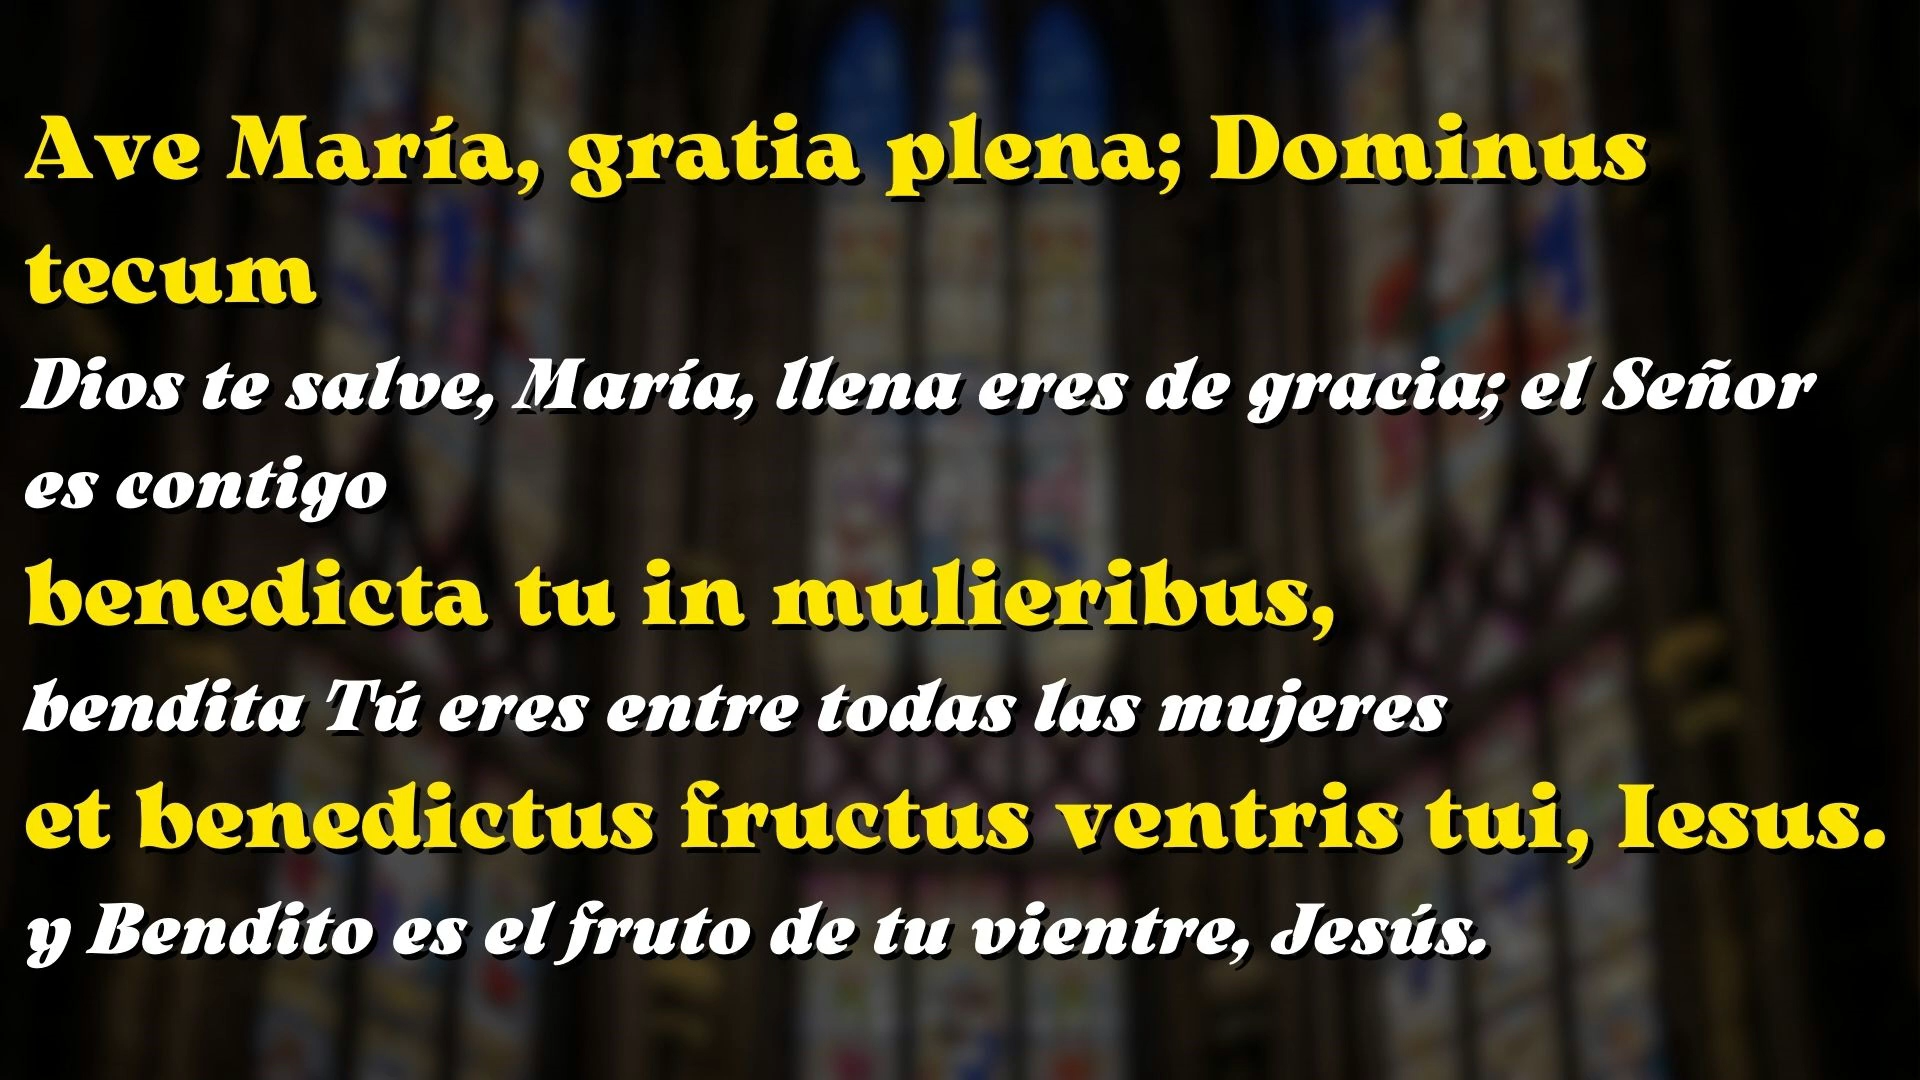 Ave María, gratia plena; Dominus
tecum
Dios te salve, María, llena eres de gracia; el Señor
es contigo
benedicta tu in mulieribus,
bendita Tú eres entre todas las mujeres
et benedictus fructus ventris tui, Iesus.
y Bendito es el fruto de tu vientre, Jesús.